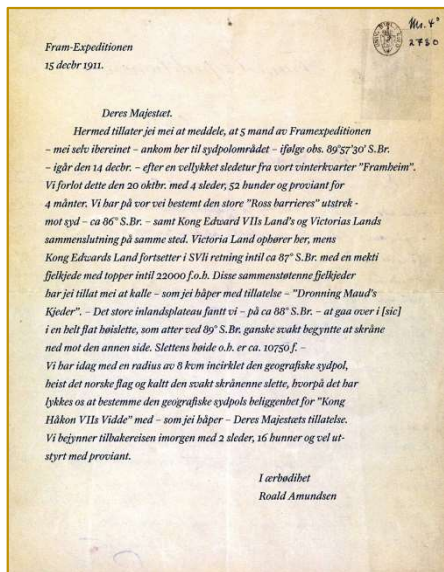 Ms. 4°
2780
Fram-Expeditionen
15 decbr 1911.
Deres Majestæt.
Hermed tillater jei mei at meddele, at 5 mand av Framexpeditionen
– mei selv ibereinet – ankom her til sydpolområdet – ifølge obs. 89°57'30' S.Br.
– igår den 14 decbr. – efter en vellykket sledetur fra vort vinterkvarter "Framheim".
Vi forlot dette den 20 oktbr. med 4 sleder, 52 hunder og proviant for
4 månter. Vi har på vor vei bestemt den store "Ross barrieres" utstrek-
mot syd – ca 86° S.Br. – samt Kong Edward VIIs Land's og Victorias Lands
sammenslutning på samme sted. Victoria Land ophører her, mens
Kong Edwards Land fortsetter i SVli retning intil ca 87° S.Br. med en mekti
fjelkjede med topper intil 22000 f.o.h. Disse sammenstøtenne fjelkjeder
har jei tillat mei at kalle – som jei håper med tillatelse – "Dronning Maud's
Kjeder". – Det store inlandsplateau fantt vi – på ca 88° S.Br. – at gaa over i [sic]
i en helt flat høislette, som atter ved 89° S.Br. ganske svakt begyntte at skråne
ned mot den annen side. Slettens høide o.h. er ca. 10750 f. –
Vi har idag med en radius av 8 kvm incirklet den geografiske sydpol,
heist det norske flag og kaltt den svakt skrånenne slette, hvorpå det har
lykkes os at bestemme den geografiske sydpols beliggenhet for "Kong
Håkon VIIs Vidde" med – som jei håper – Deres Majestæts tillatelse.
Vi bejynner tilbakereisen imorgen med 2 sleder, 16 hunner og vel ut-
styrt med proviant.
I ærbødihet
Roald Amundsen